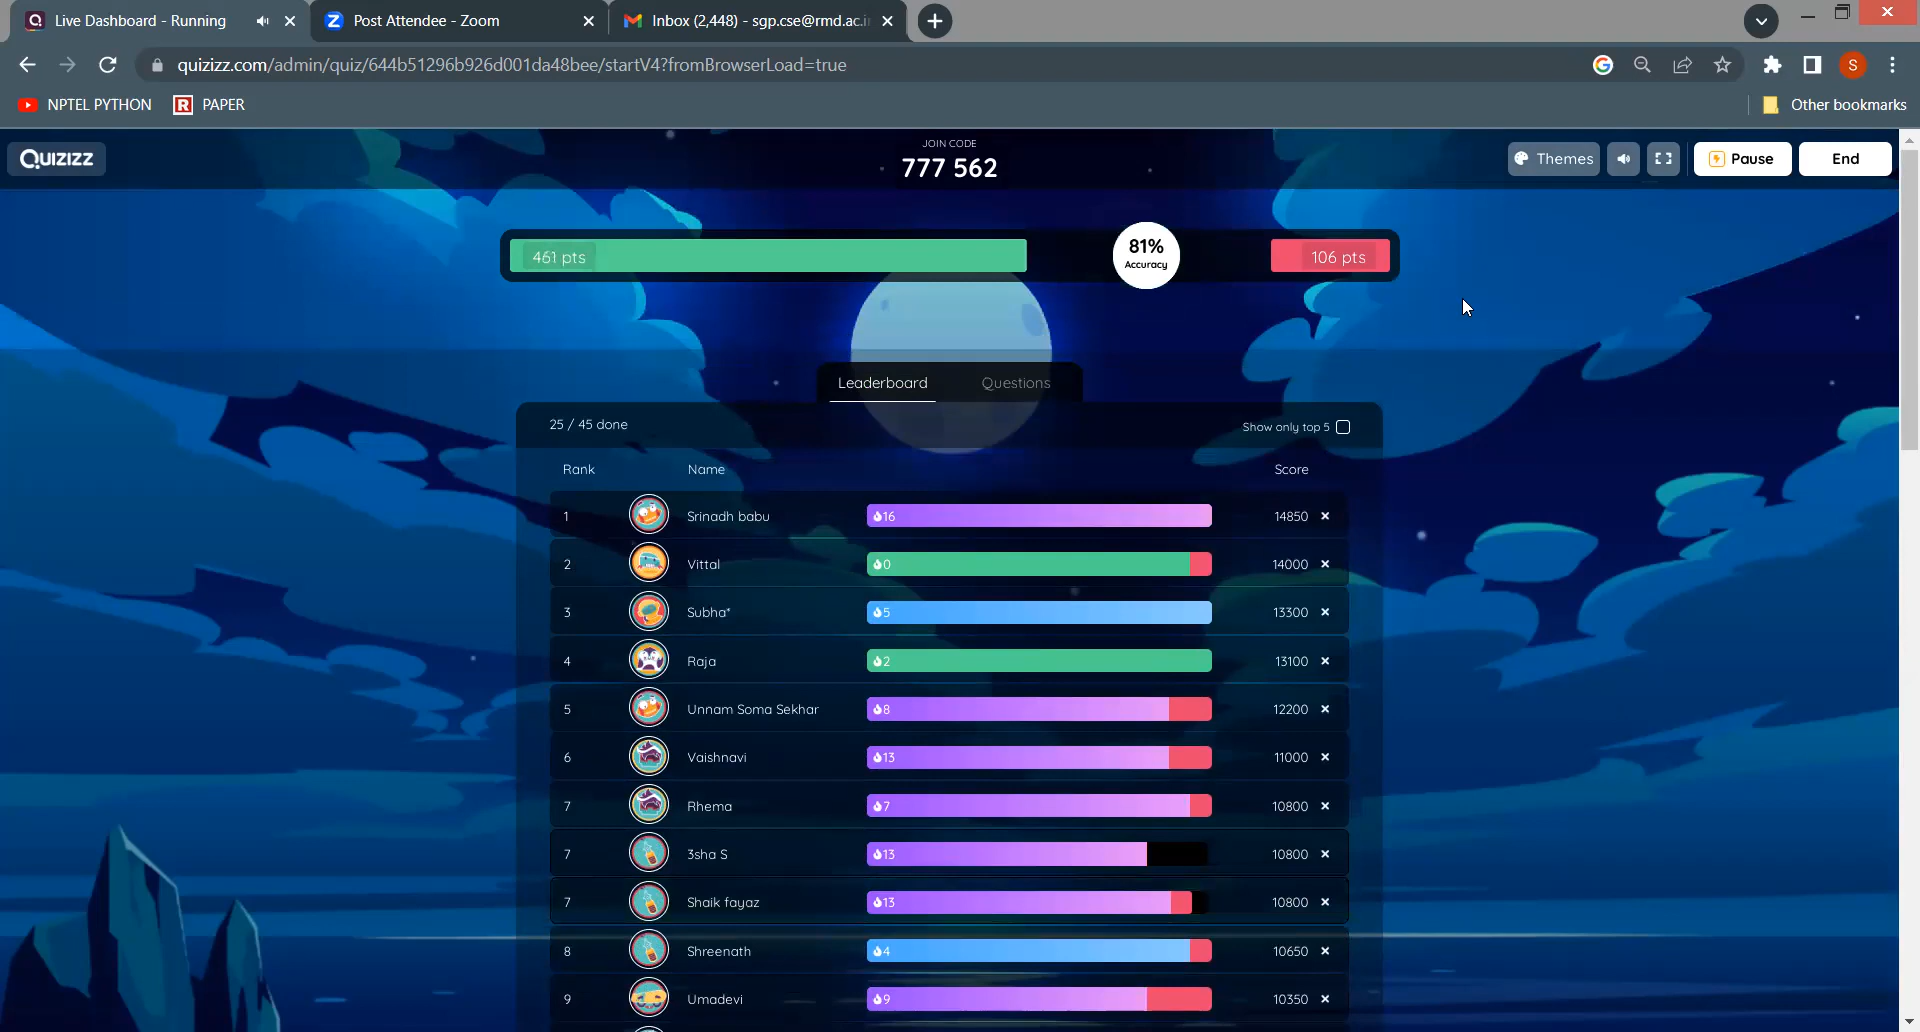 Live Dashboard - Running
Post Attendee - Zoom
Inbox (2,448) - sgp.cse@rmd.ac.i
quizizz.com/admin/quiz/644b51296b926d001da48bee/startV4?fromBrowserLoad=true
S
NPTEL PYTHON
R PAPER
Other bookmarks
QUIZIZZ
JOIN CODE
777 562
Themes
Pause
End
461 pts
81%
Accuracy
106 pts
Leaderboard
Questions
25 / 45 done
Show only top 5
Rank Name Score
1 Srinadh babu 16 14850
2 Vittal 0 14000
3 Subha* 5 13300
4 Raja 2 13100
5 Unnam Soma Sekhar 8 12200
6 Vaishnavi 13 11000
7 Rhema 7 10800
7 3sha S 13 10800
7 Shaik fayaz 13 10800
8 Shreenath 4 10650
9 Umadevi 9 10350